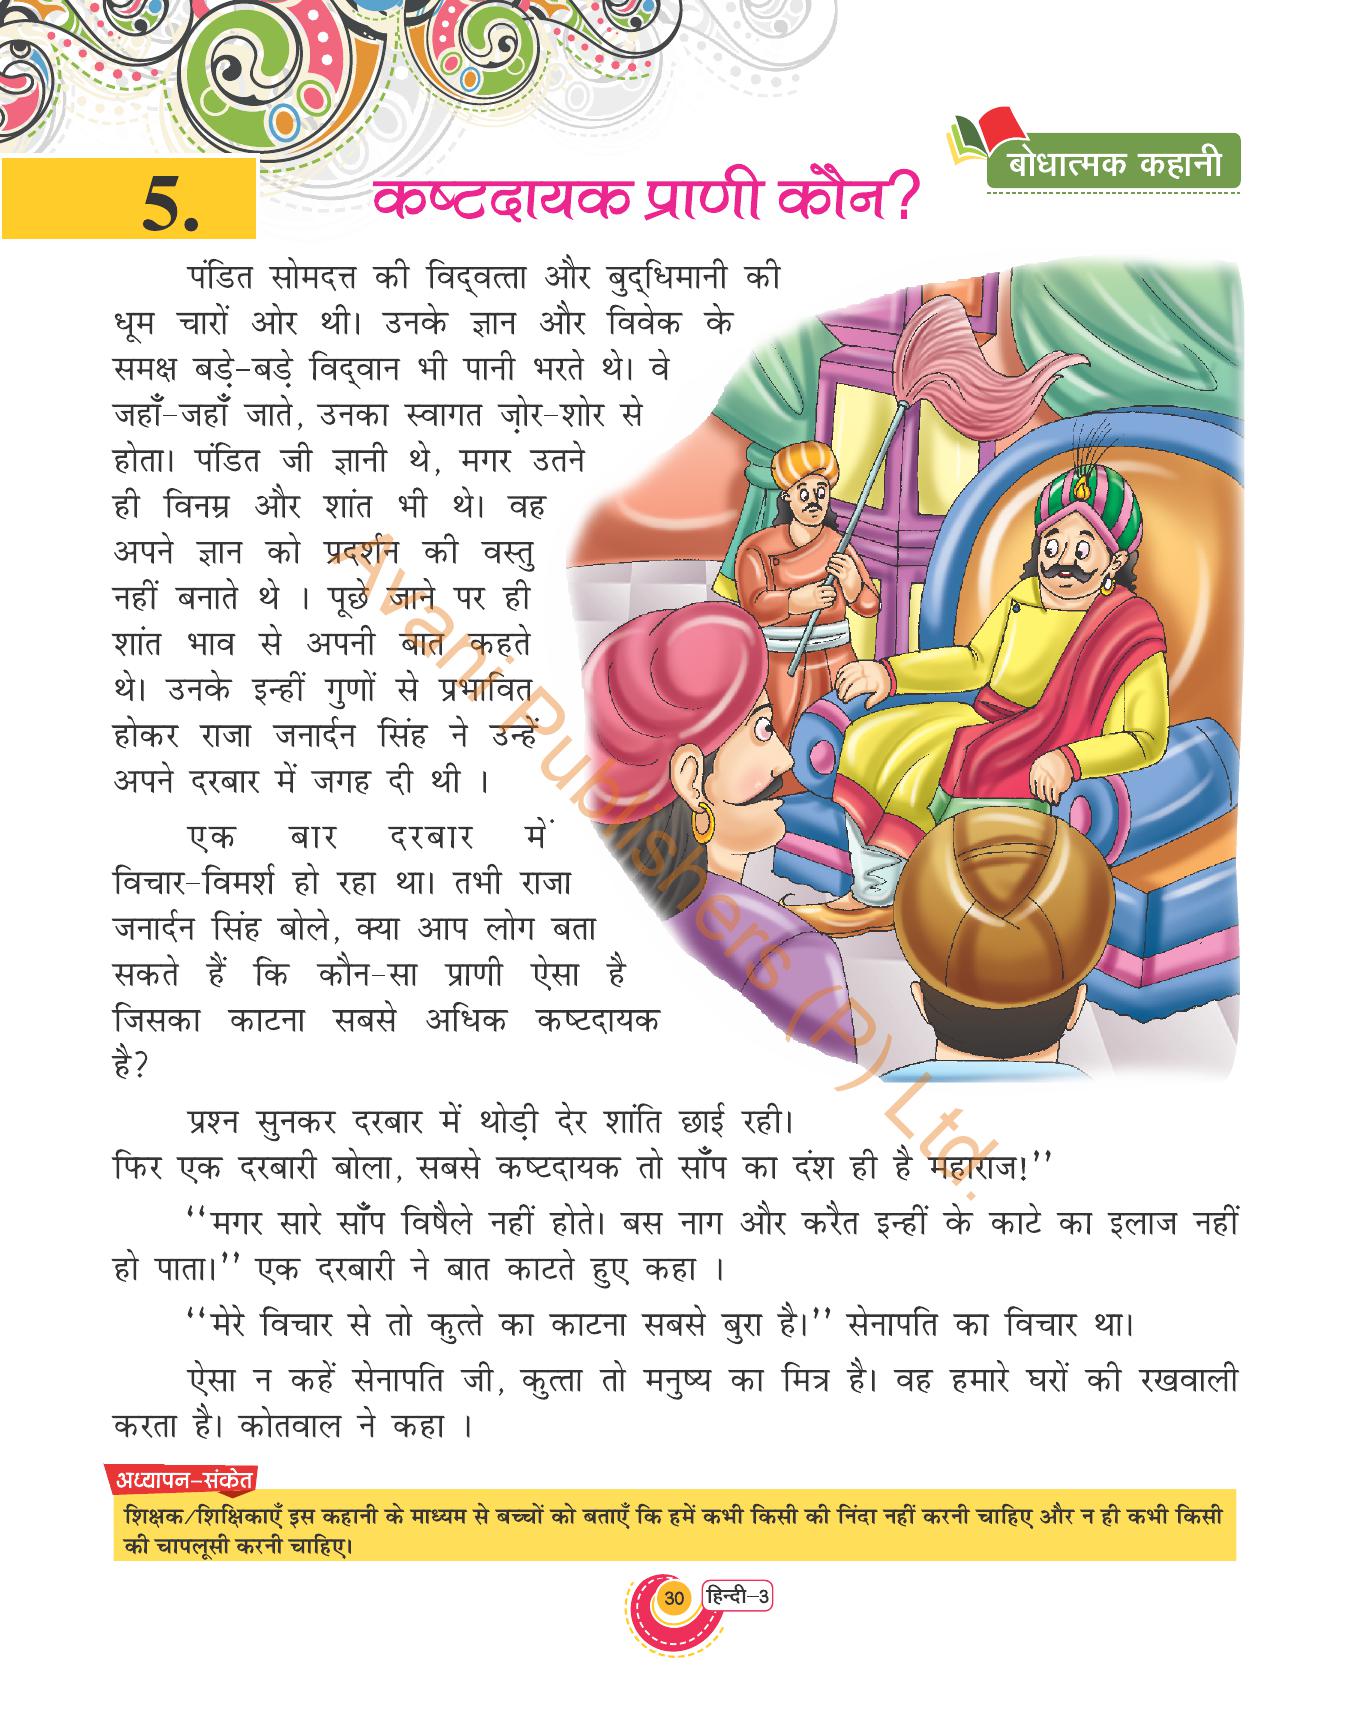 बोधात्मक कहानी
5.
कष्टदायक प्राणी कौन?
पंडित सोमदत्त की विद्‌वत्ता और बुद्‌धिमानी की
धूम चारों ओर थी। उनके ज्ञान और विवेक के
समक्ष बड़े-बड़े विद्‌वान भी पानी भरते थे। वे
जहाँ-जहाँ जाते, उनका स्वागत ज़ोर-शोर से
होता। पंडित जी ज्ञानी थे, मगर उतने
ही विनम्र और शांत भी थे। वह
अपने ज्ञान को प्रदर्शन की वस्तु
नहीं बनाते थे । पूछे जाने पर ही
शांत भाव से अपनी बात कहते
थे। उनके इन्हीं गुणों से प्रभावित
होकर राजा जनार्दन सिंह ने उन्हें
अपने दरबार में जगह दी थी ।
एक बार दरबार में
विचार-विमर्श हो रहा था। तभी राजा
जनार्दन सिंह बोले, क्या आप लोग बता
सकते हैं कि कौन-सा प्राणी ऐसा है
जिसका काटना सबसे अधिक कष्टदायक
है?
प्रश्न सुनकर दरबार में थोड़ी देर शांति छाई रही।
फिर एक दरबारी बोला, सबसे कष्टदायक तो साँप का दंश ही है महाराज!’’
‘‘मगर सारे साँप विषैले नहीं होते। बस नाग और करैत इन्हीं के काटे का इलाज नहीं
हो पाता।’’ एक दरबारी ने बात काटते हुए कहा ।
‘‘मेरे विचार से तो कुत्ते का काटना सबसे बुरा है।’’ सेनापति का विचार था।
ऐसा न कहें सेनापति जी, कुत्ता तो मनुष्य का मित्र है। वह हमारे घरों की रखवाली
करता है। कोतवाल ने कहा ।
अध्यापन-संकेत
शिक्षक/शिक्षिकाएँ इस कहानी के माध्यम से बच्चों को बताएँ कि हमें कभी किसी की निंदा नहीं करनी चाहिए और न ही कभी किसी
की चापलूसी करनी चाहिए।
30
हिन्दी-3
Avani Publishers (P) Ltd.